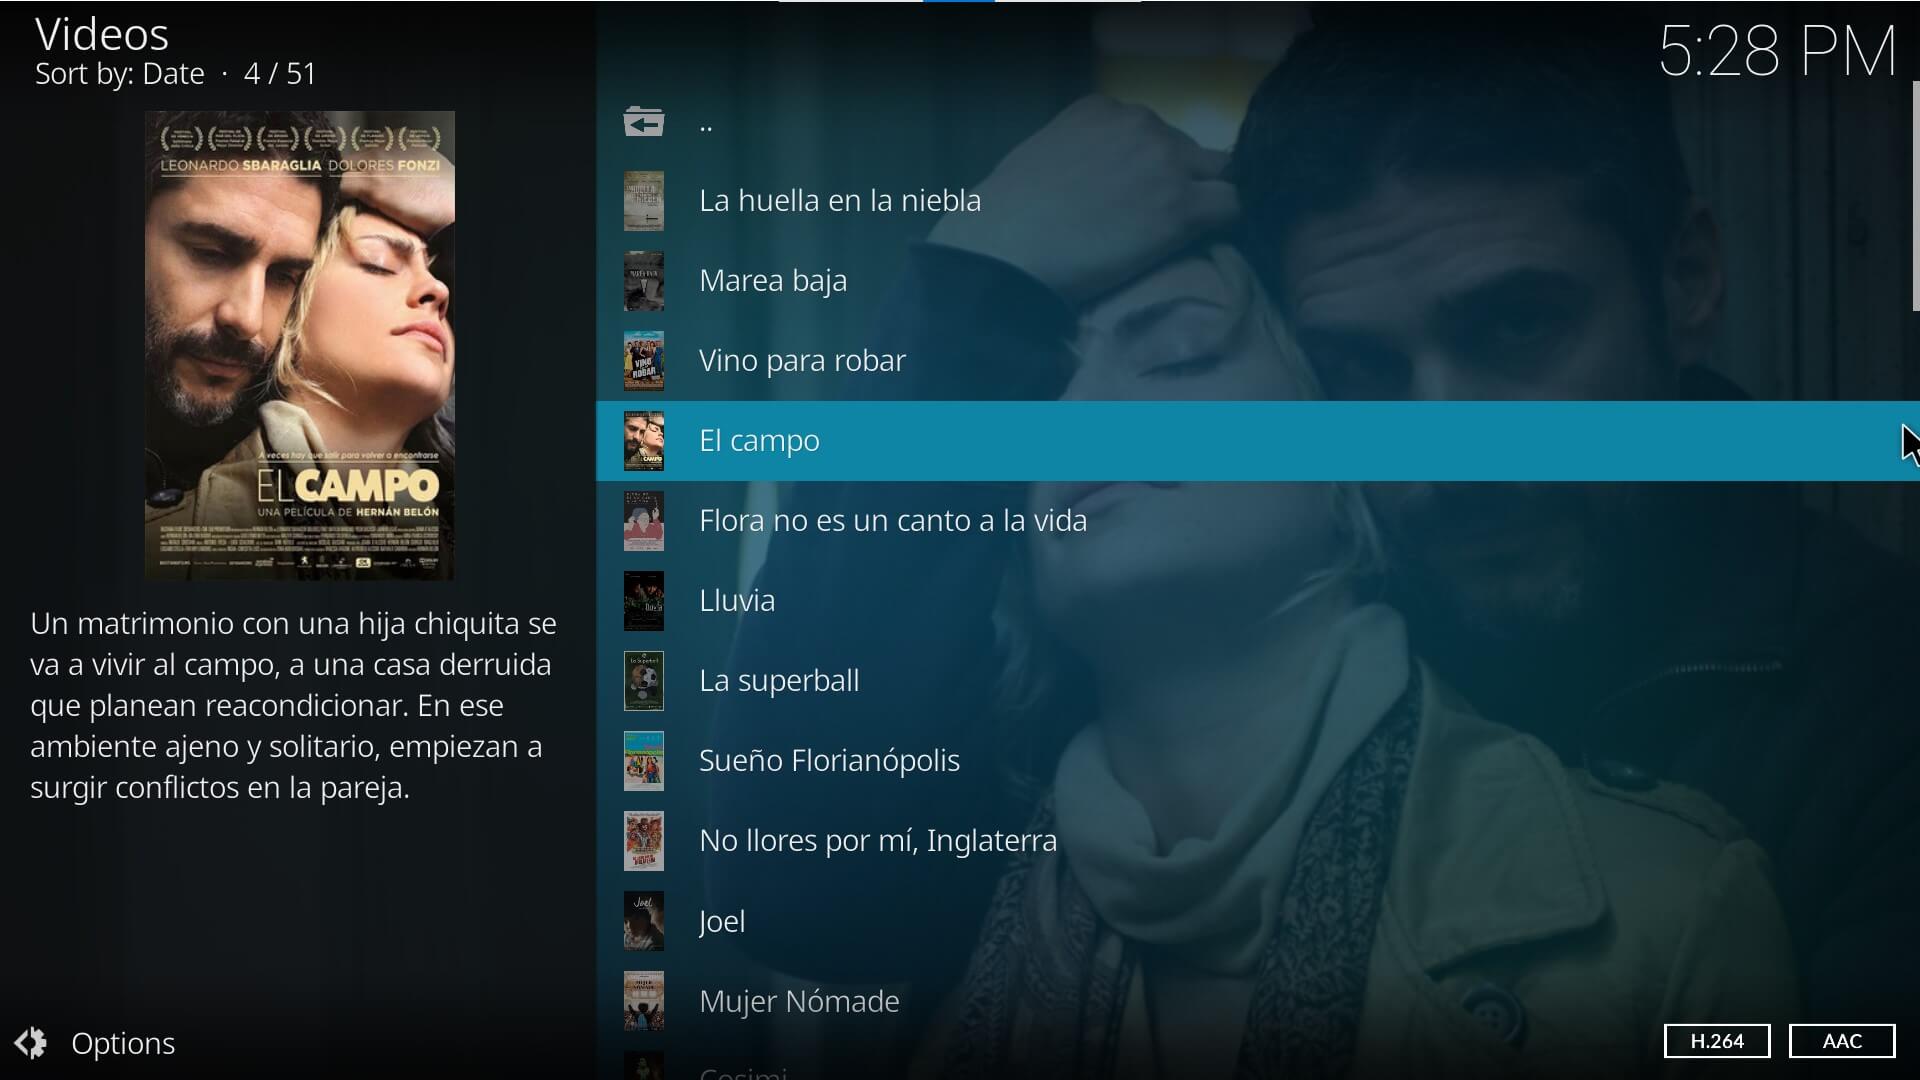 Videos
Sort by: Date · 4 / 51
5:28 PM
LEONARDO SBARAGLIA DOLORES FONZI
A veces hay que salir para volver a encontrarse
EL CAMPO
UNA PELÍCULA DE HERNÁN BELÓN
Un matrimonio con una hija chiquita se
va a vivir al campo, a una casa derruida
que planean reacondicionar. En ese
ambiente ajeno y solitario, empiezan a
surgir conflictos en la pareja.
..
La huella en la niebla
Marea baja
Vino para robar
El campo
Flora no es un canto a la vida
Lluvia
La superball
Sueño Florianópolis
No llores por mí, Inglaterra
Joel
Mujer Nómade
Cosimi
Options
H.264
AAC